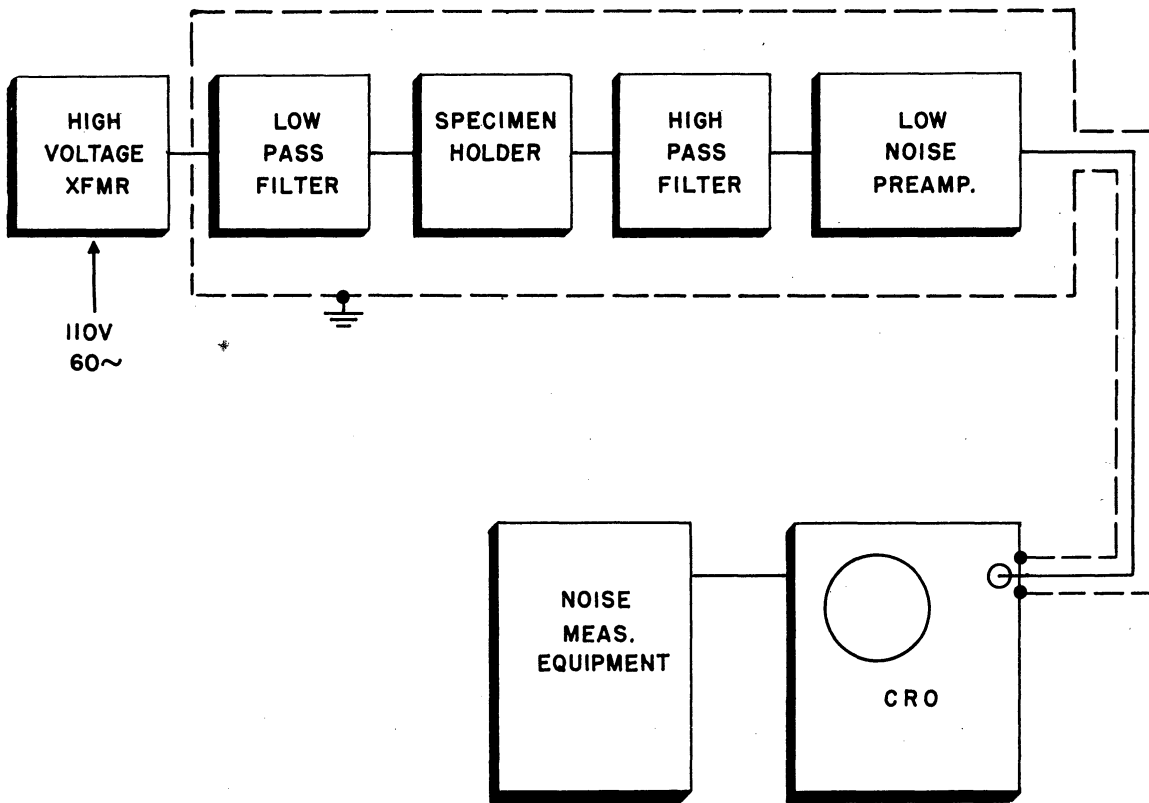 HIGH
VOLTAGE
XFMR
LOW
PASS
FILTER
SPECIMEN
HOLDER
HIGH
PASS
FILTER
LOW
NOISE
PREAMP.
110V
60~
NOISE
MEAS.
EQUIPMENT
CRO